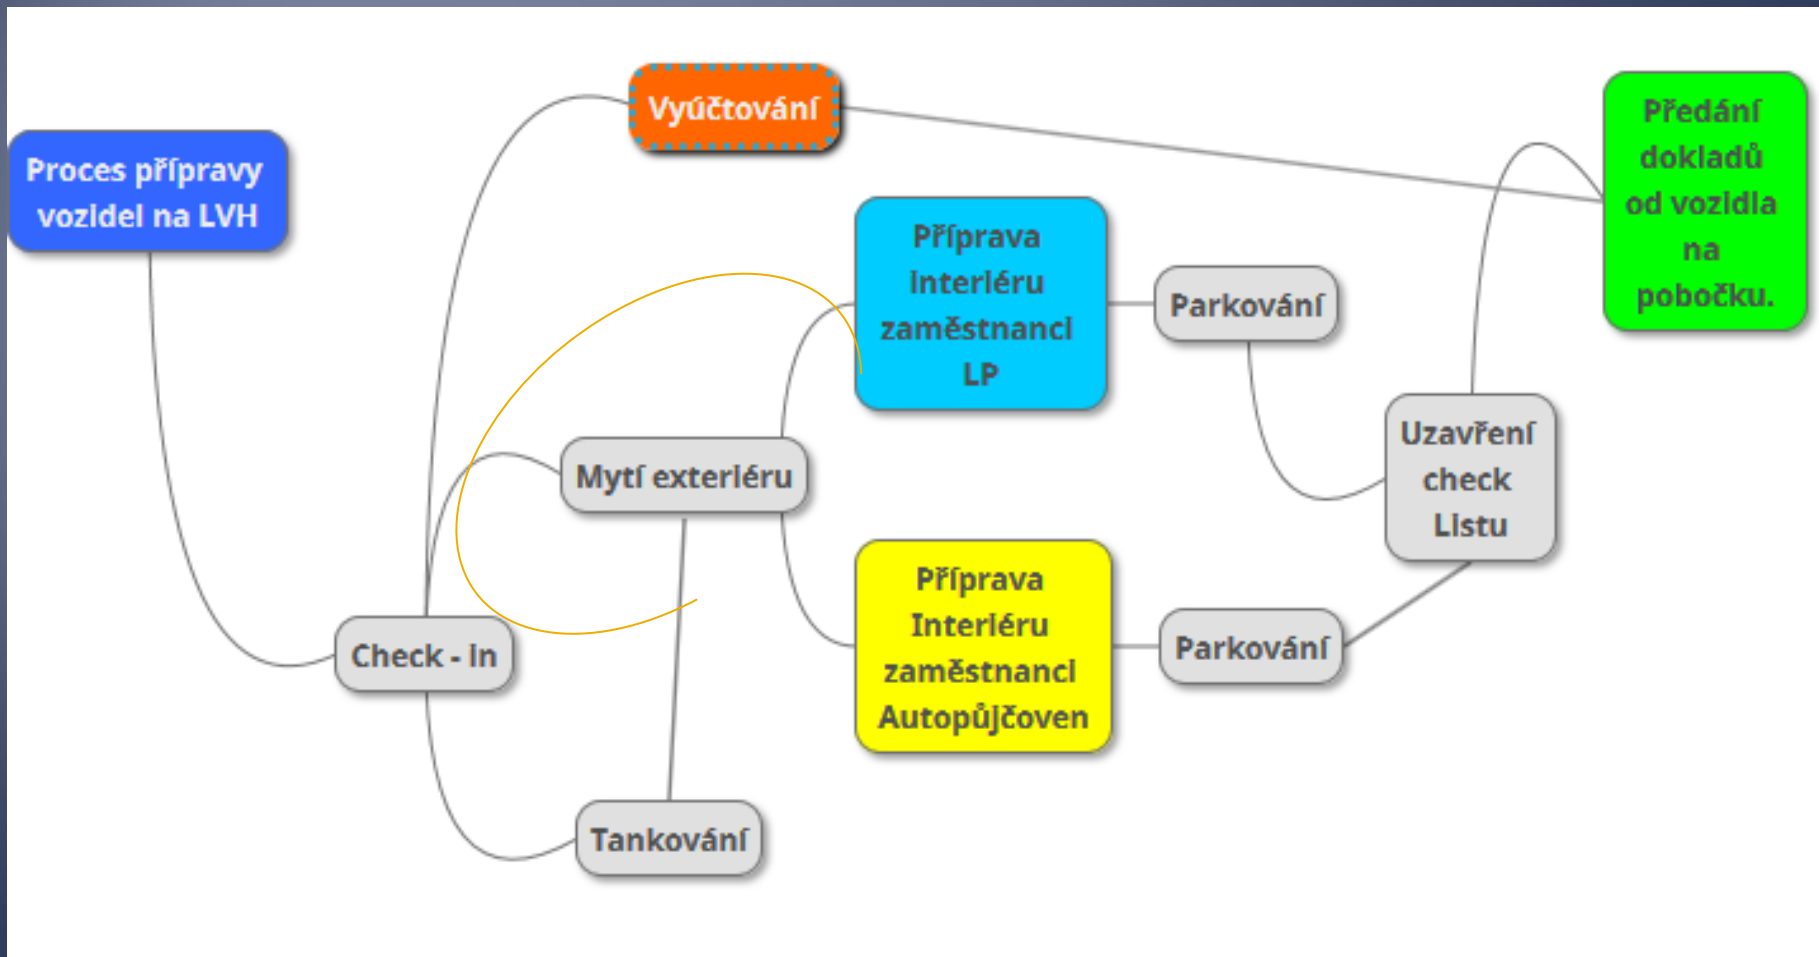 Proces přípravy
vozidel na LVH
Vyúčtování
Předání
dokladů
od vozidla
na
pobočku.
Příprava
interiéru
zaměstnanci
LP
Parkování
Mytí exteriéru
Uzavření
check
Listu
Příprava
Interiéru
zaměstnanci
Autopůjčoven
Parkování
Check - in
Tankování